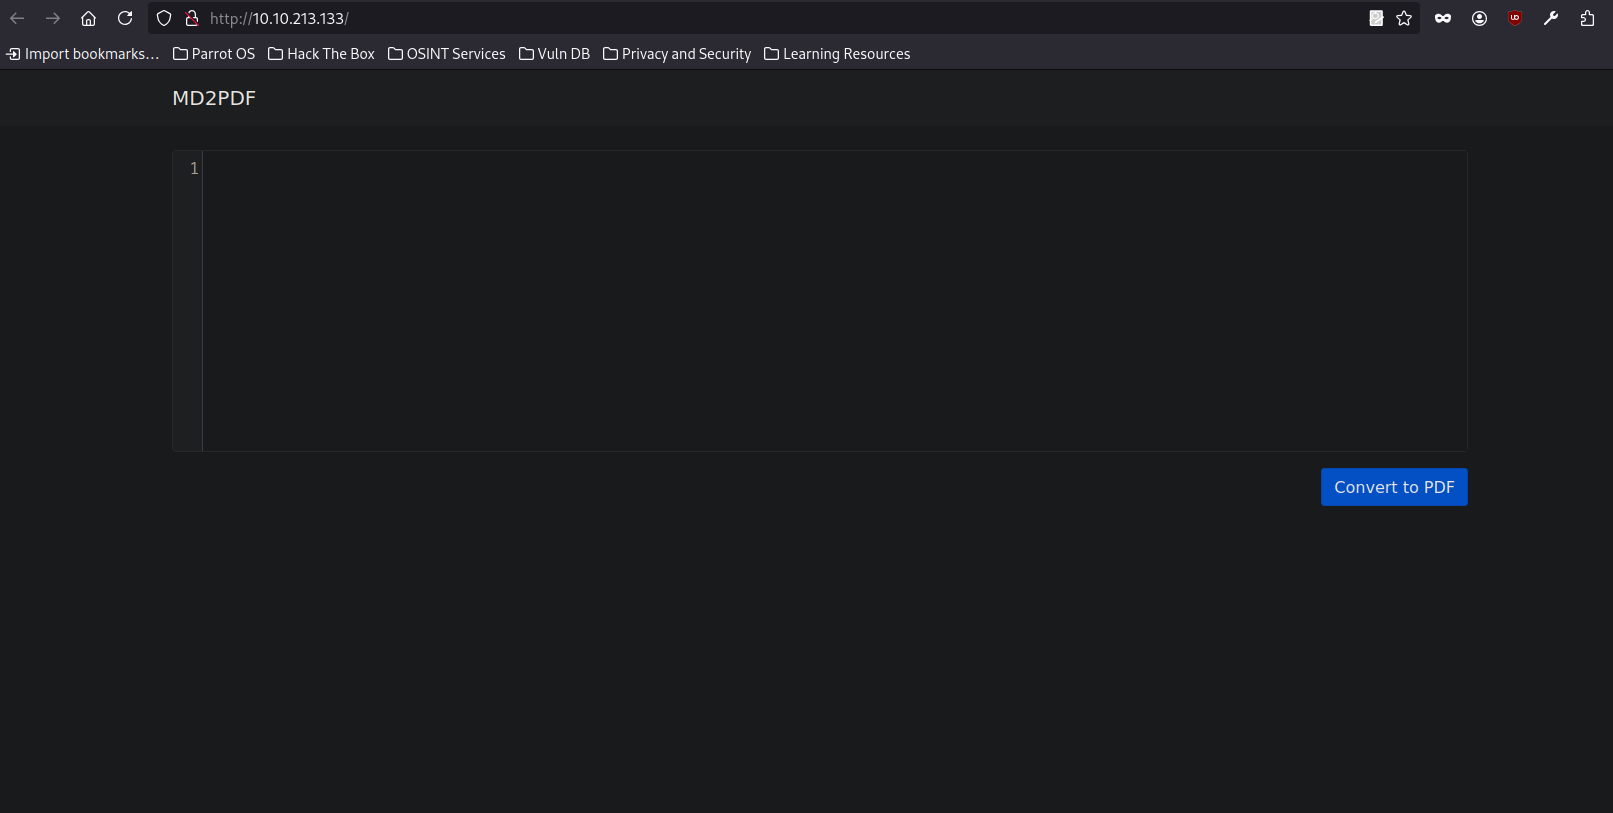 http://10.10.213.133/
Import bookmarks... Parrot OS Hack The Box OSINT Services Vuln DB Privacy and Security Learning Resources
MD2PDF
1
Convert to PDF